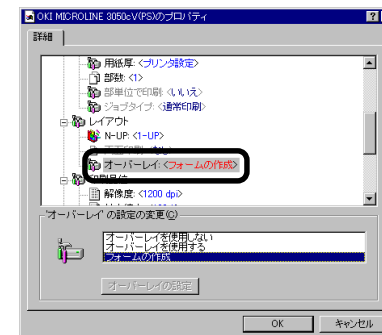 OKI MICROLINE 3050cV(PS)のプロパティ
詳細
用紙厚: <プリンタ設定>
部数: <1>
部単位で印刷: <いいえ>
ジョブタイプ: <通常印刷>
レイアウト
N-UP: <1-UP>
オーバーレイ: <フォームの作成>
印刷品位
解像度: <1200 dpi>
"オーバーレイ" の設定の変更(C)
オーバーレイを使用しない
オーバーレイを使用する
フォームの作成
オーバーレイの設定
OK キャンセル